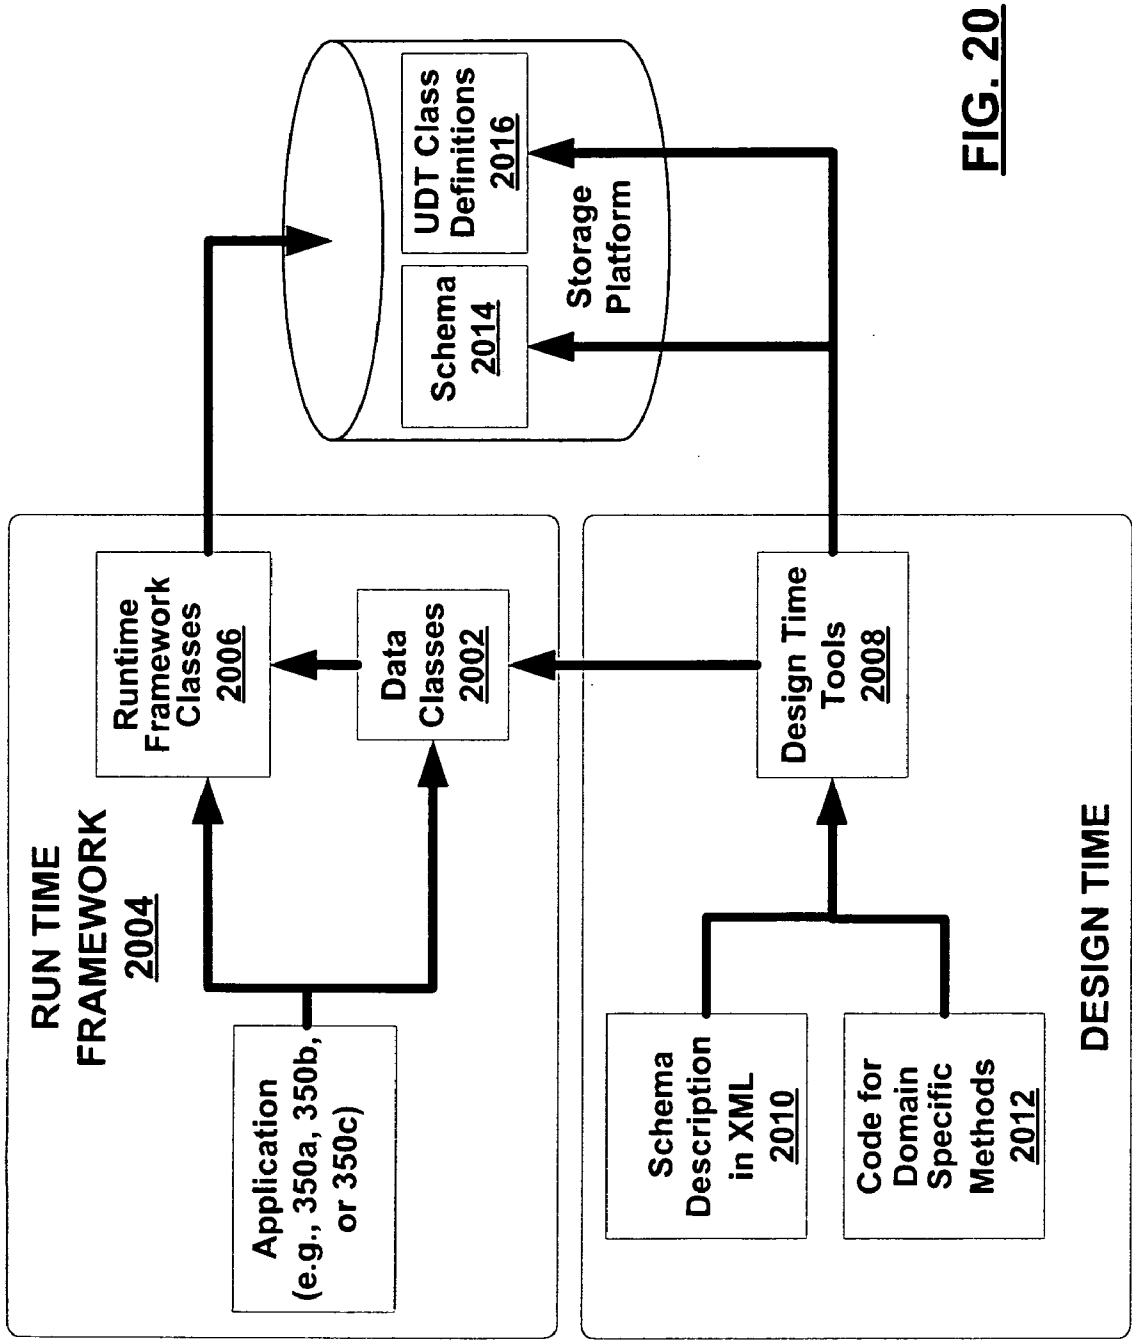 RUN TIME
FRAMEWORK
2004
Application
(e.g., 350a, 350b,
or 350c)
Runtime
Framework
Classes
2006
Data
Classes
2002
Schema
Description
in XML
2010
Code for
Domain
Specific
Methods
2012
Design Time
Tools
2008
DESIGN TIME
Schema
2014
UDT Class
Definitions
2016
Storage
Platform
FIG. 20